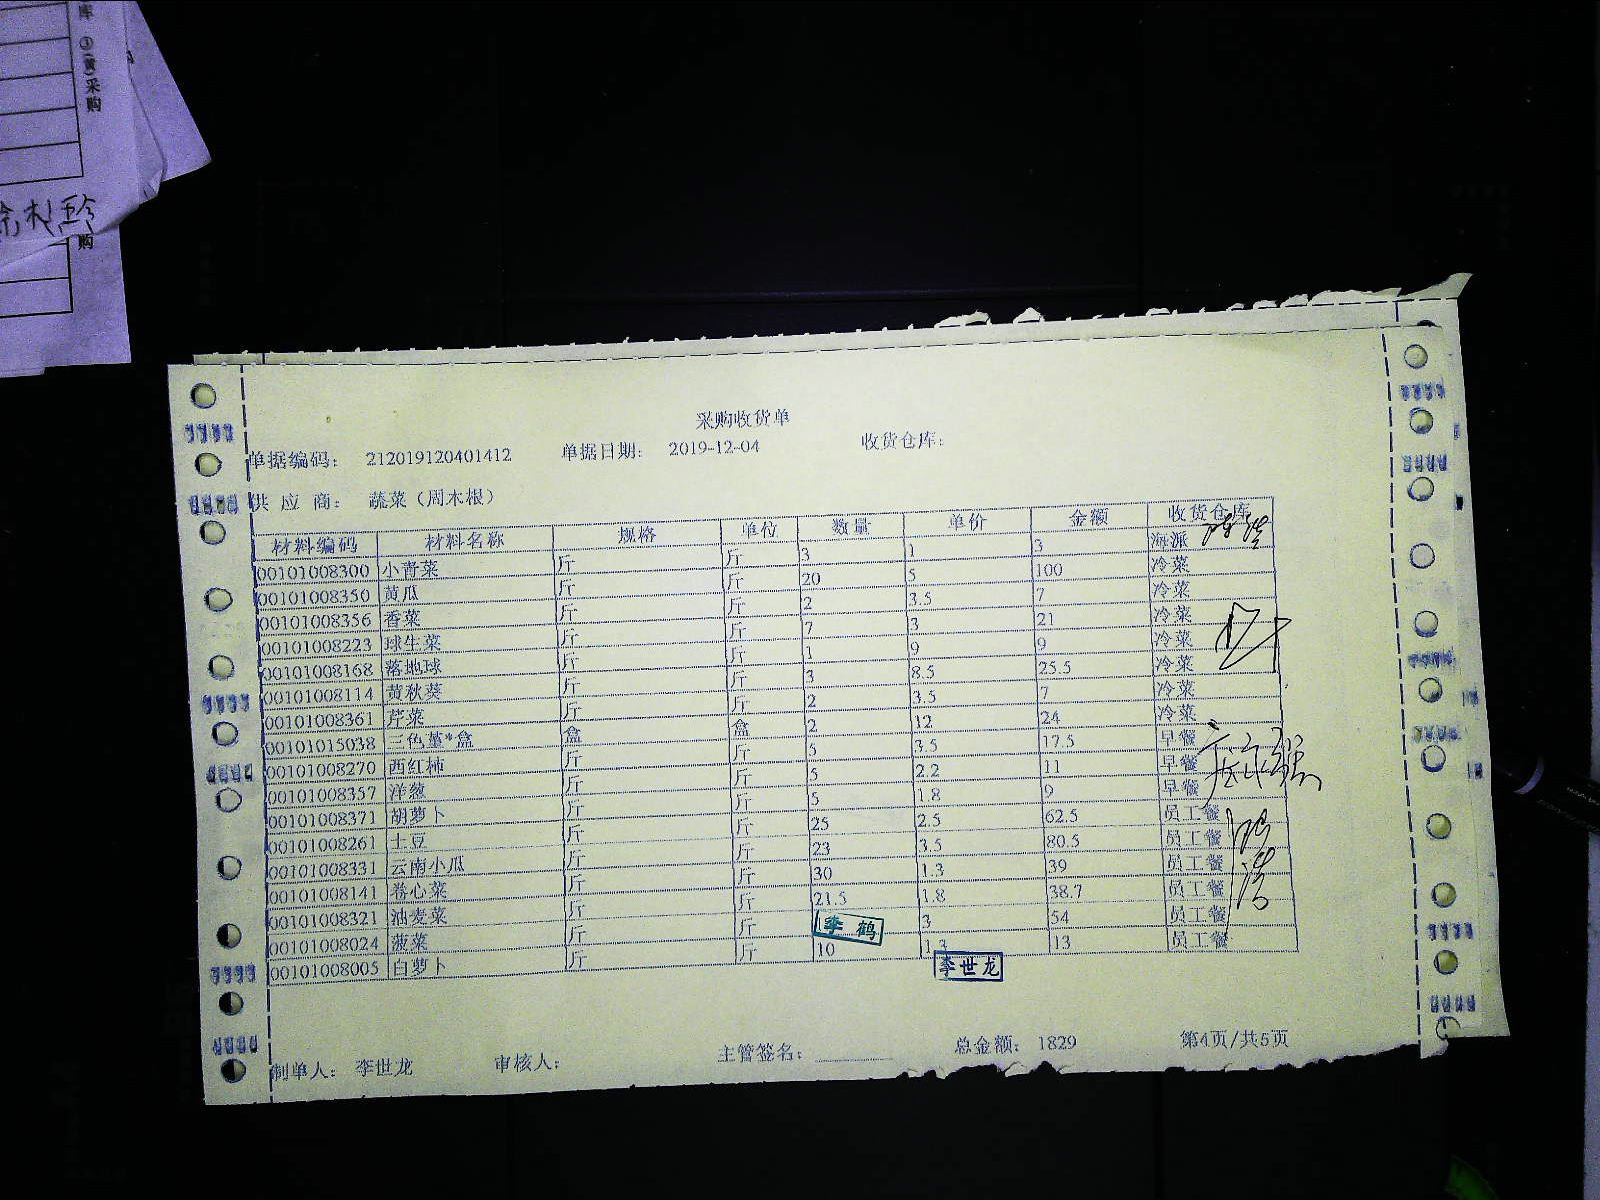 库 ①(黄)采购
购
采购收货单
单据编码: 212019120401412 单据日期: 2019-12-04 收货仓库:
供应商: 蔬菜(周木根)
材料编码 材料名称 规格 单位 数量 单价 金额 收货仓库
00101008300 小青菜 斤 斤 3 1 3 海派
00101008350 黄瓜 斤 斤 20 5 100 冷菜
00101008356 香菜 斤 斤 2 3.5 7 冷菜
00101008223 球生菜 斤 斤 7 3 21 冷菜
00101008168 落地球 斤 斤 1 9 9 冷菜
00101008114 黄秋葵 斤 斤 3 8.5 25.5 冷菜
00101008361 芹菜 斤 斤 2 3.5 7 冷菜
00101015038 三色堇*盒 盒 盒 2 12 24 冷菜
00101008270 西红柿 斤 斤 5 3.5 17.5 早餐
00101008357 洋葱 斤 斤 5 2.2 11 早餐
00101008371 胡萝卜 斤 斤 5 1.8 9 早餐
00101008261 土豆 斤 斤 25 2.5 62.5 员工餐
00101008331 云南小瓜 斤 斤 23 3.5 80.5 员工餐
00101008141 卷心菜 斤 斤 30 1.3 39 员工餐
00101008321 油麦菜 斤 斤 21.5 1.8 38.7 员工餐
00101008024 菠菜 斤 斤 李鹤 3 54 员工餐
00101008005 白萝卜 斤 斤 10 1.3 13 员工餐
李世龙
制单人: 李世龙 审核人: 主管签名: 总金额: 1829 第4页/共5页